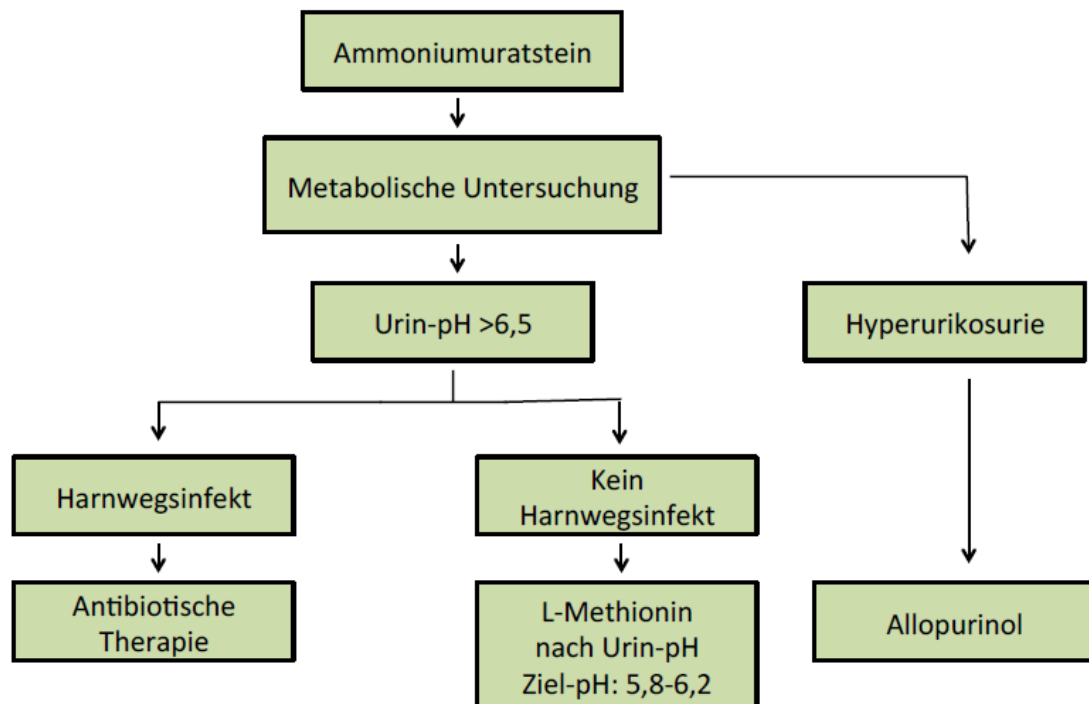 Ammoniumuratstein
Metabolische Untersuchung
Urin-pH >6,5
Hyperurikosurie
Harnwegsinfekt
Kein
Harnwegsinfekt
Antibiotische
Therapie
L-Methionin
nach Urin-pH
Ziel-pH: 5,8-6,2
Allopurinol